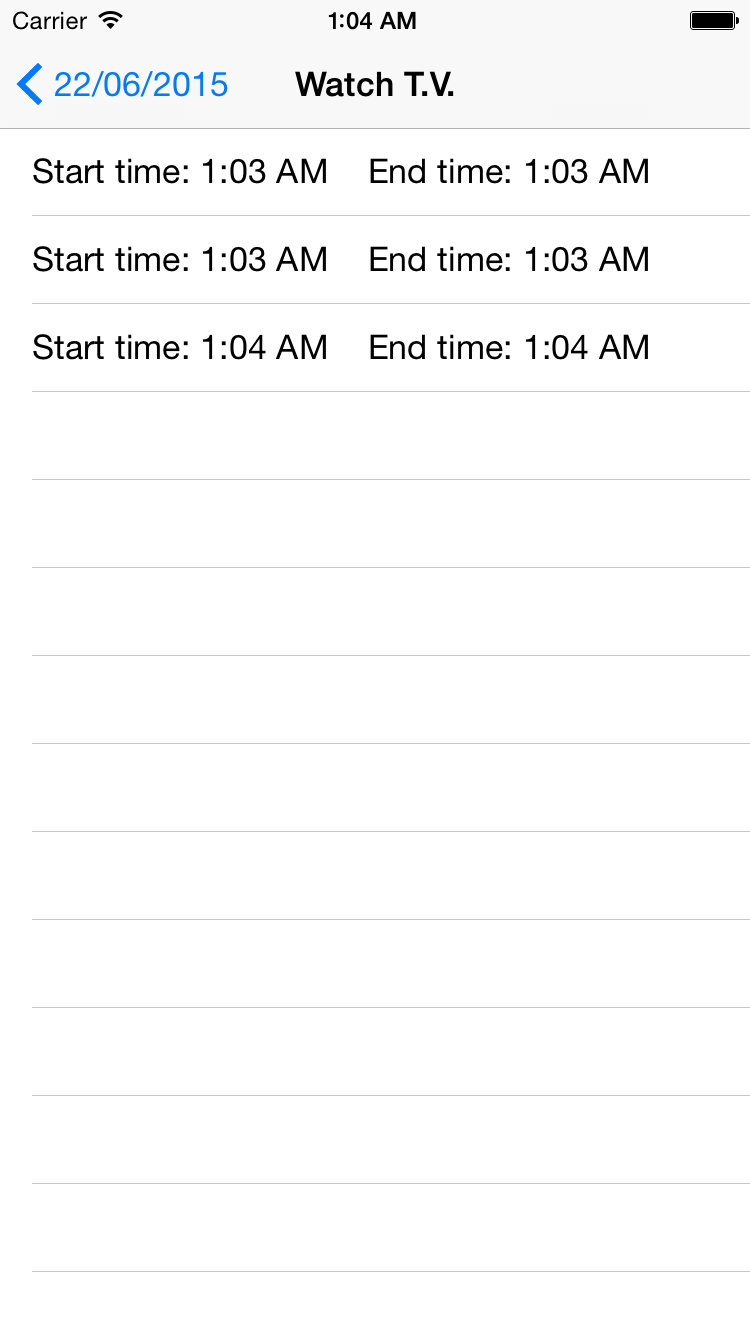 Carrier 1:04 AM
22/06/2015 Watch T.V.
Start time: 1:03 AM End time: 1:03 AM
Start time: 1:03 AM End time: 1:03 AM
Start time: 1:04 AM End time: 1:04 AM